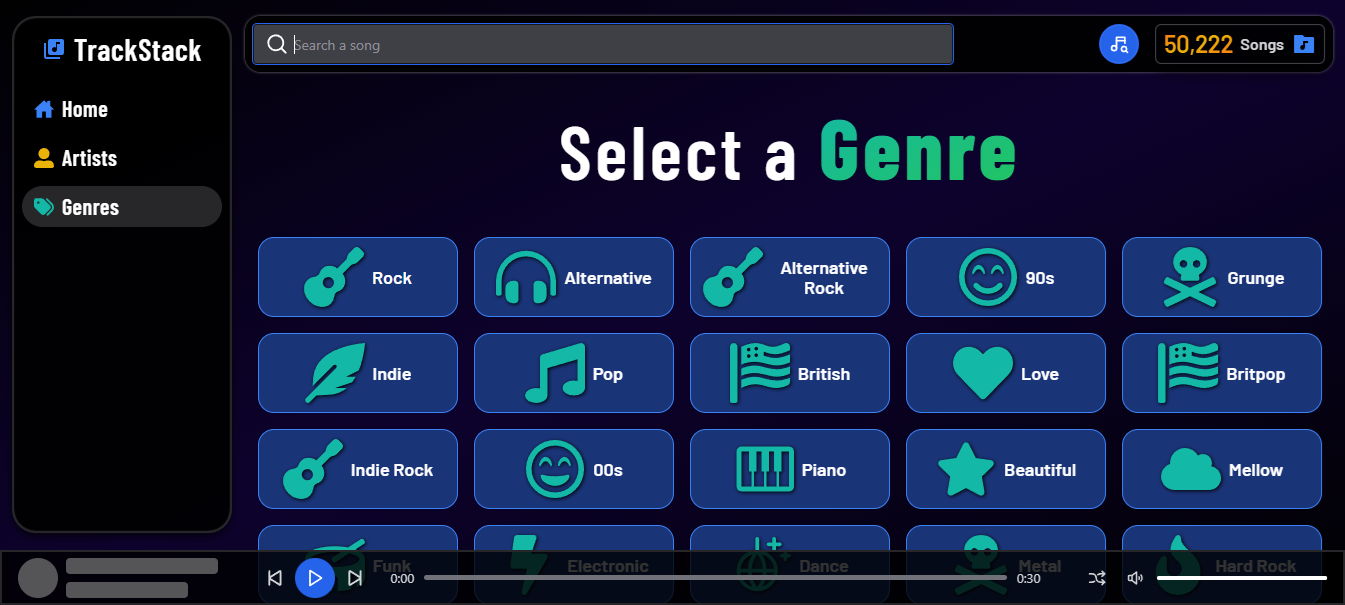 TrackStack
Home
Artists
Genres
Search a song
50,222 Songs
Select a Genre
Rock
Alternative
Alternative
Rock
90s
Grunge
Indie
Pop
British
Love
Britpop
Indie Rock
00s
Piano
Beautiful
Mellow
Funk
Electronic
Dance
Metal
Hard Rock
0:00
0:30